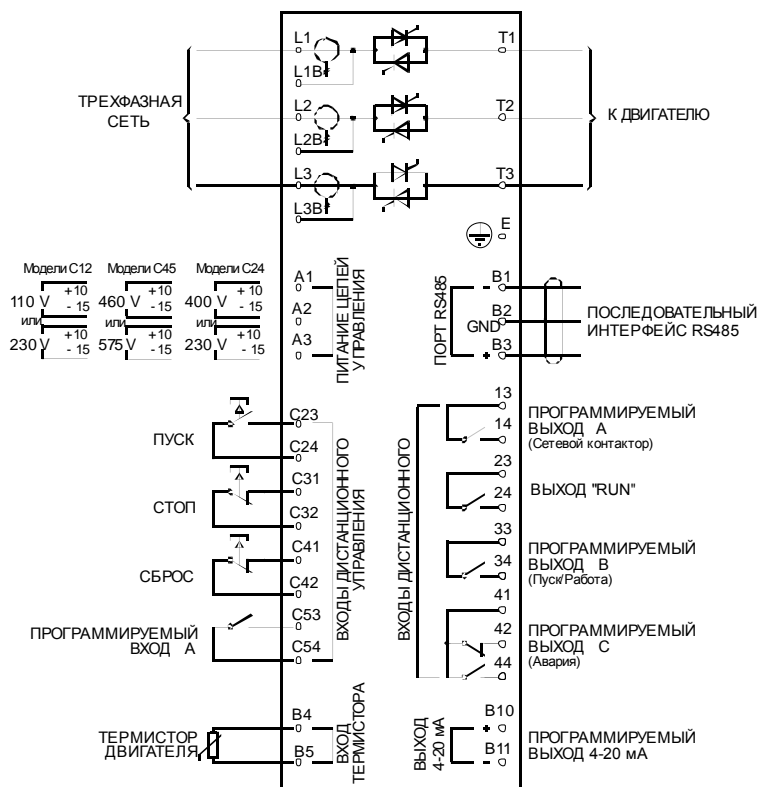 L1
T1
L1B
ТРЕХФАЗНАЯ
СЕТЬ
L2
T2
L2B
К ДВИГАТЕЛЮ
L3
T3
L3B
E
Модели C12
+10
110 V
- 15
или
+10
230 V
- 15
Модели C45
+10
460 V
- 15
или
+10
575 V
- 15
Модели C24
+10
400 V
- 15
или
+10
230 V
- 15
A1
A2
A3
ПИТАНИЕ ЦЕПЕЙ
УПРАВЛЕНИЯ
ПОРТ RS485
- B1
GND B2
+ B3
ПОСЛЕДОВАТЕЛЬНЫЙ
ИНТЕРФЕЙС RS485
ПУСК
C23
C24
СТОП
C31
C32
СБРОС
C41
C42
ПРОГРАММИРУЕМЫЙ
ВХОД А
C53
C54
ВХОДЫ ДИСТАНЦИОННОГО
УПРАВЛЕНИЯ
ВХОДЫ ДИСТАНЦИОННОГО
13
14
ПРОГРАММИРУЕМЫЙ
ВЫХОД А
(Сетевой контактор)
23
24
ВЫХОД "RUN"
33
34
ПРОГРАММИРУЕМЫЙ
ВЫХОД В
(Пуск/Работа)
41
42
44
ПРОГРАММИРУЕМЫЙ
ВЫХОД С
(Авария)
ТЕРМИСТОР
ДВИГАТЕЛЯ
B4
B5
ВХОД
ТЕРМИСТОРА
ВЫХОД
4-20 мА
B10
+
- B11
ПРОГРАММИРУЕМЫЙ
ВЫХОД 4-20 мА